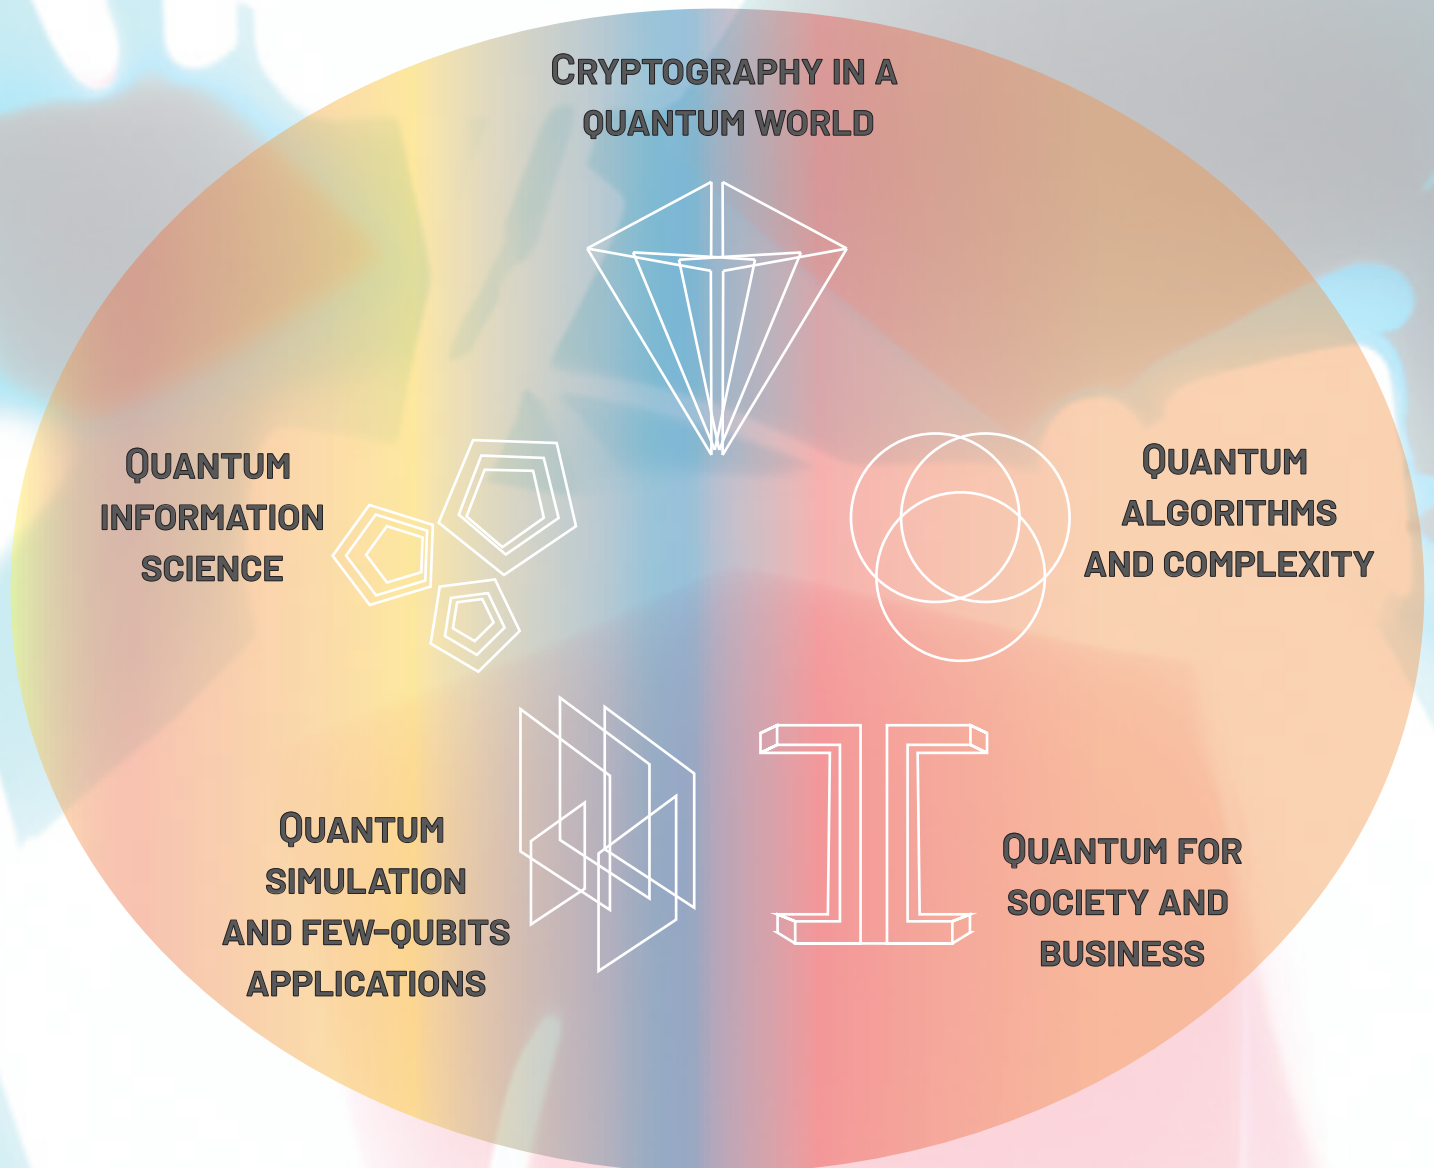 Cryptography in a
quantum world
Quantum
information
science
Quantum
algorithms
and complexity
Quantum
simulation
and few-qubits
applications
Quantum for
society and
business